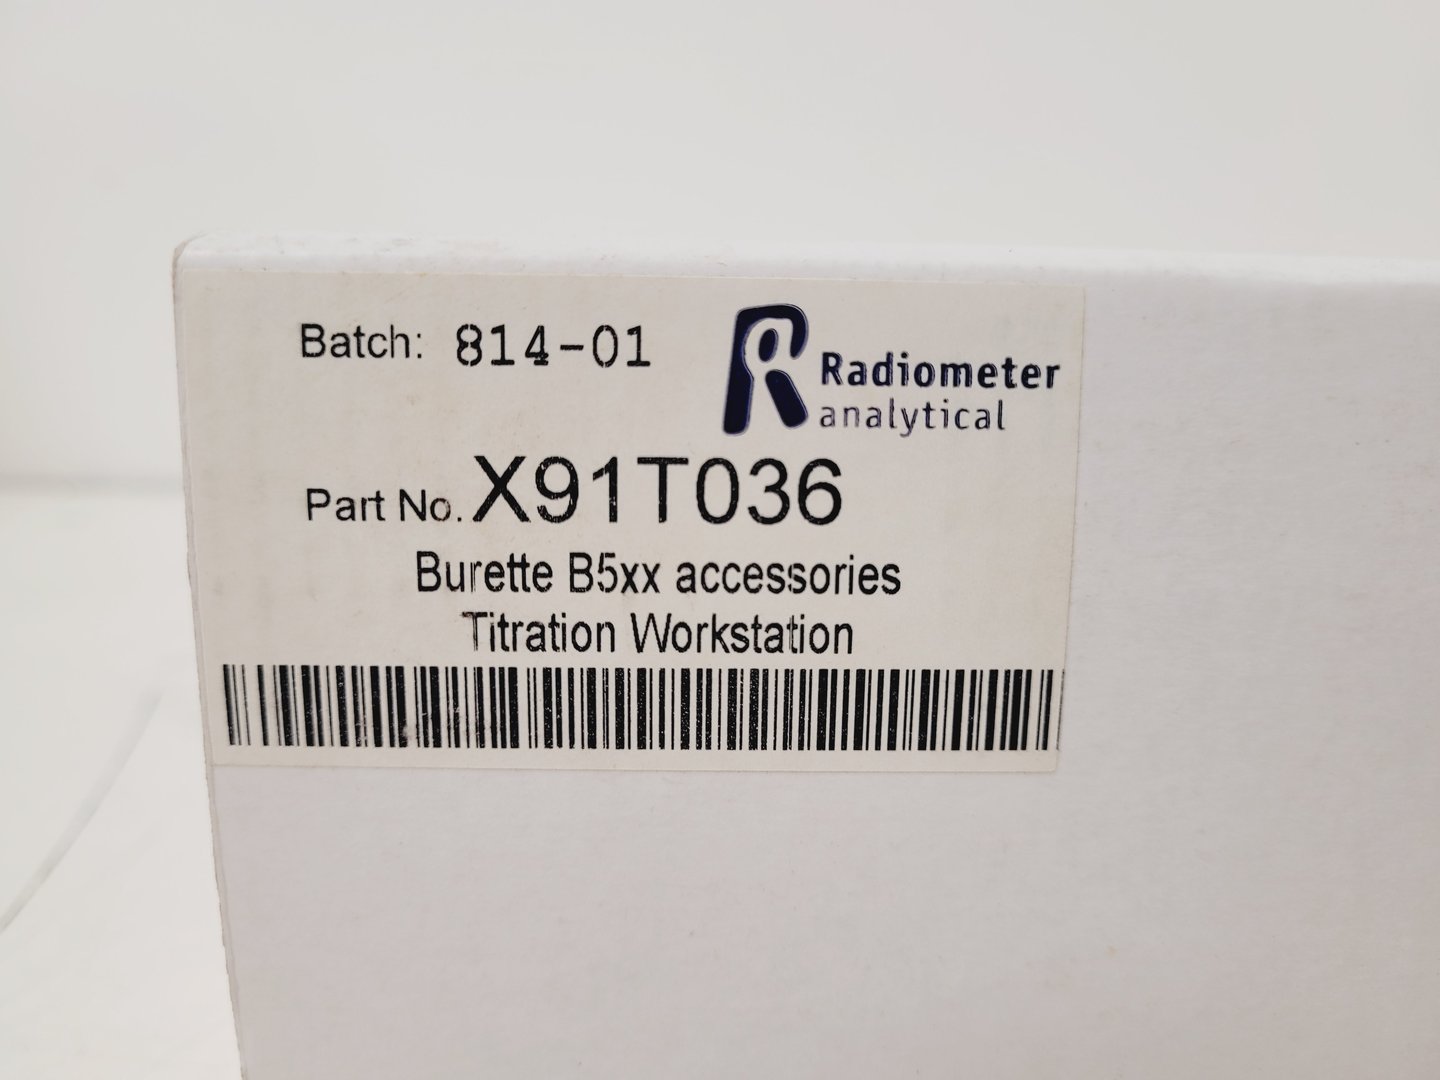 Batch: 814-01
Radiometer
analytical
Part No. X91T036
Burette B5xx accessories
Titration Workstation